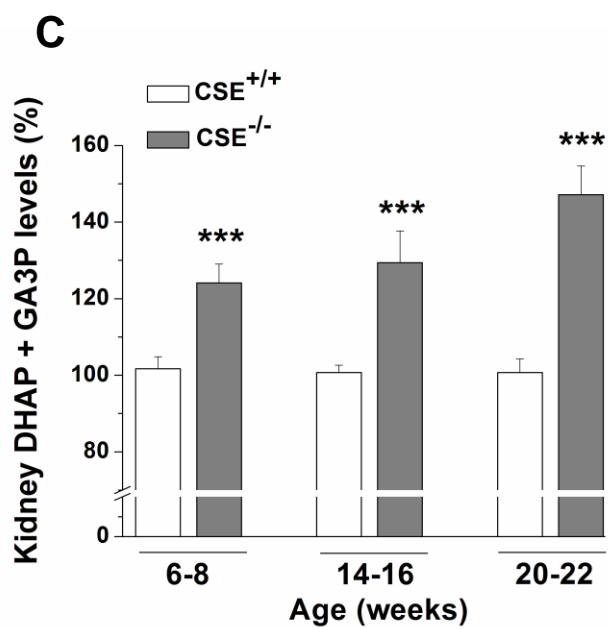 C
CSE+/+
CSE-/-
Kidney DHAP + GA3P levels (%)
160
140
120
100
80
0
***
***
***
6-8
14-16
20-22
Age (weeks)